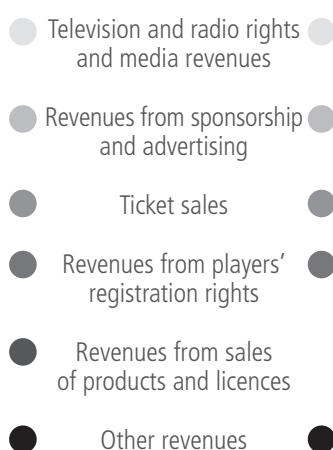 Television and radio rights
and media revenues
Revenues from sponsorship
and advertising
Ticket sales
Revenues from players’
registration rights
Revenues from sales
of products and licences
Other revenues